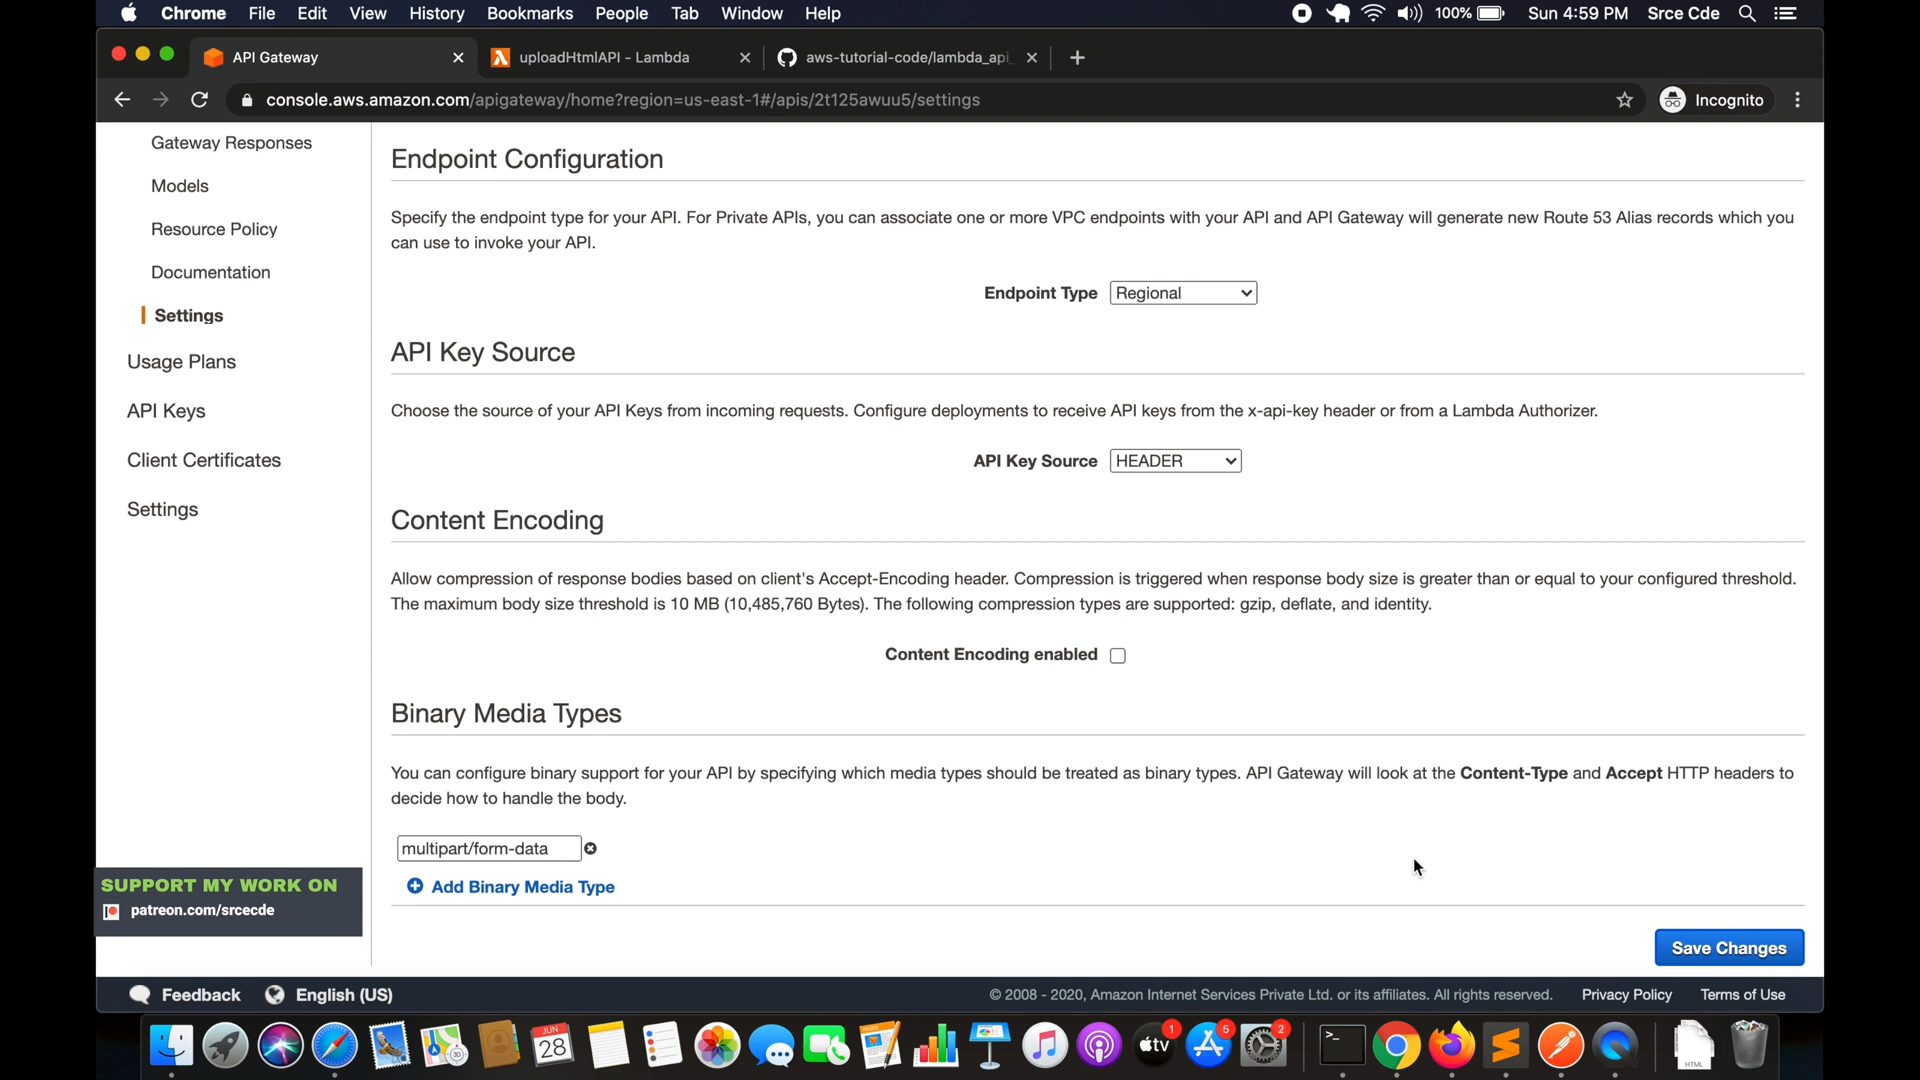 Chrome File Edit View History Bookmarks People Tab Window Help
100% Sun 4:59 PM Srce Cde
API Gateway
uploadHtmlAPI - Lambda
aws-tutorial-code/lambda_api_
console.aws.amazon.com/apigateway/home?region=us-east-1#/apis/2t125awuu5/settings
Incognito
Gateway Responses
Models
Resource Policy
Documentation
Settings
Usage Plans
API Keys
Client Certificates
Settings
Endpoint Configuration
Specify the endpoint type for your API. For Private APIs, you can associate one or more VPC endpoints with your API and API Gateway will generate new Route 53 Alias records which you
can use to invoke your API.
Endpoint Type Regional
API Key Source
Choose the source of your API Keys from incoming requests. Configure deployments to receive API keys from the x-api-key header or from a Lambda Authorizer.
API Key Source HEADER
Content Encoding
Allow compression of response bodies based on client's Accept-Encoding header. Compression is triggered when response body size is greater than or equal to your configured threshold.
The maximum body size threshold is 10 MB (10,485,760 Bytes). The following compression types are supported: gzip, deflate, and identity.
Content Encoding enabled
Binary Media Types
You can configure binary support for your API by specifying which media types should be treated as binary types. API Gateway will look at the Content-Type and Accept HTTP headers to
decide how to handle the body.
multipart/form-data
Add Binary Media Type
Save Changes
SUPPORT MY WORK ON
patreon.com/srcecde
Feedback English (US)
© 2008 - 2020, Amazon Internet Services Private Ltd. or its affiliates. All rights reserved. Privacy Policy Terms of Use
JUN
28
tv
1
5
2
HTML